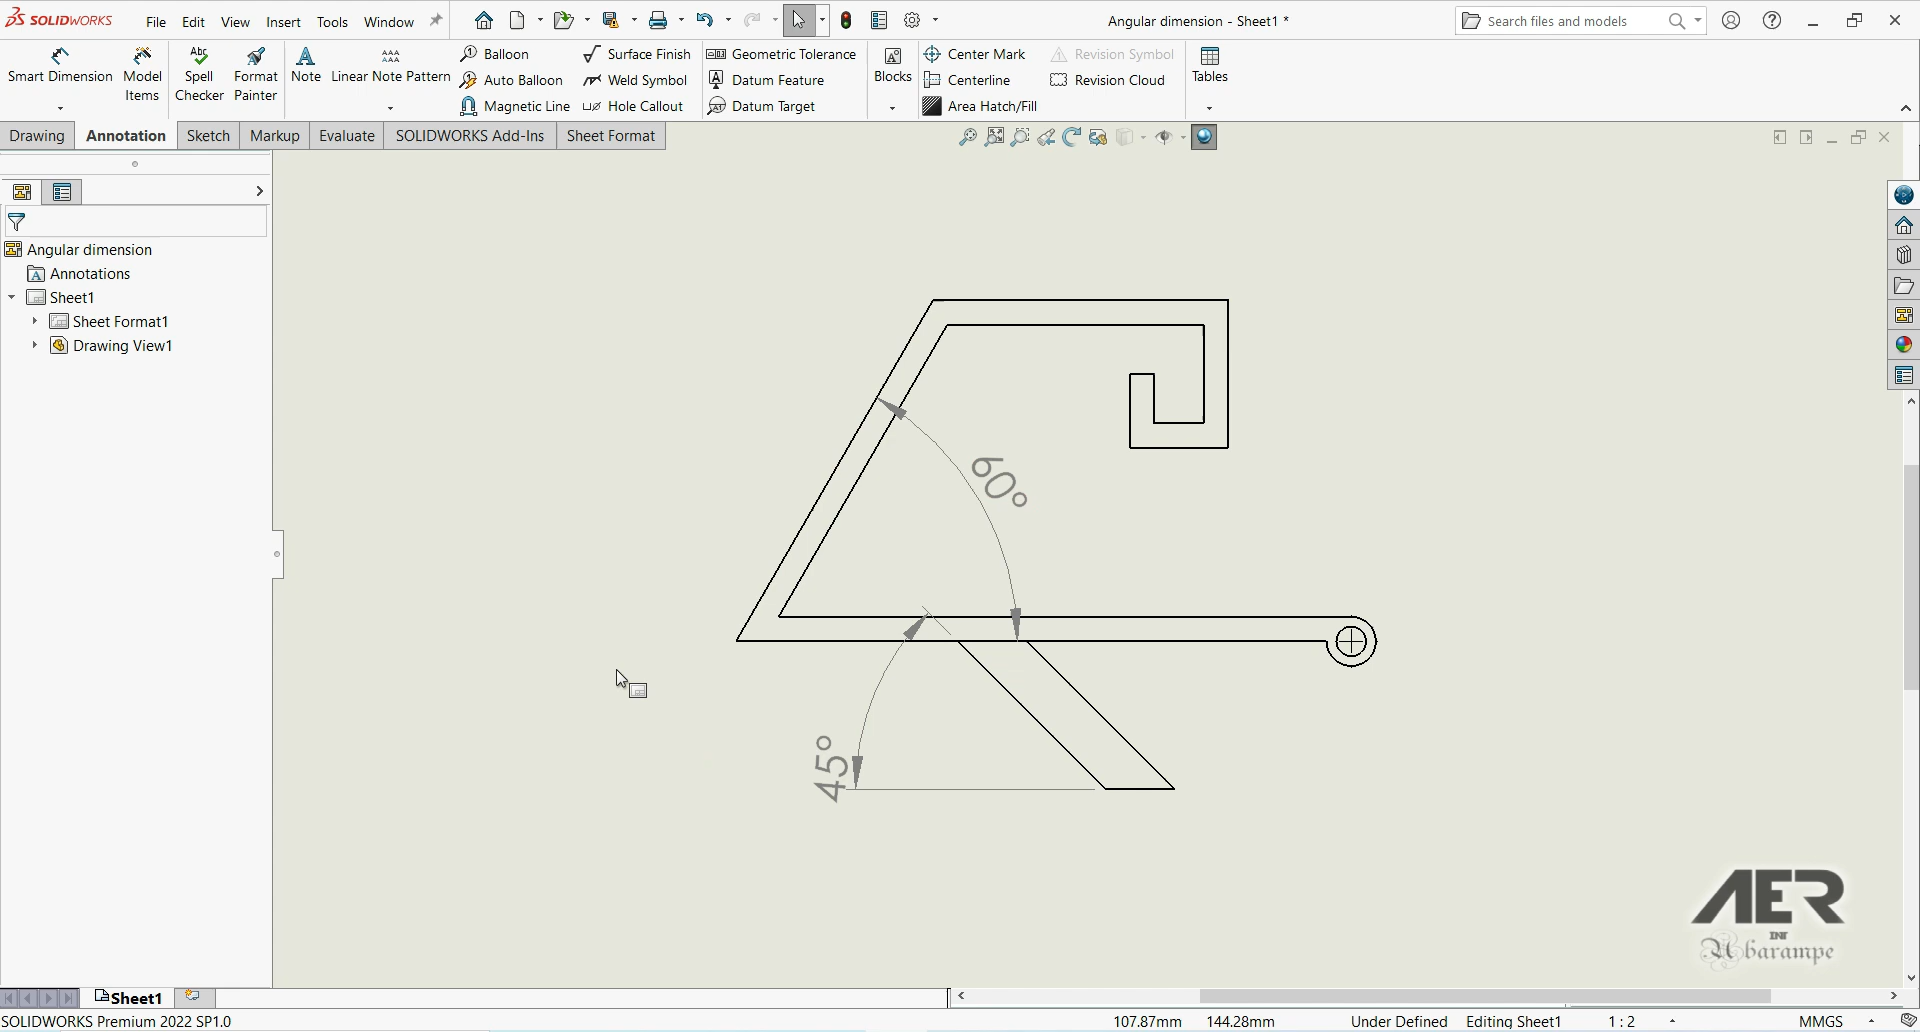 SOLIDWORKS File Edit View Insert Tools Window
Angular dimension - Sheet1 *
Search files and models
Smart Dimension
Model Items
Spell Checker
Format Painter
Note
Linear Note Pattern
Balloon
Auto Balloon
Magnetic Line
Surface Finish
Weld Symbol
Hole Callout
Geometric Tolerance
Datum Feature
Datum Target
Blocks
Center Mark
Centerline
Area Hatch/Fill
Revision Symbol
Revision Cloud
Tables
Drawing Annotation Sketch Markup Evaluate SOLIDWORKS Add-Ins Sheet Format
Angular dimension
Annotations
Sheet1
Sheet Format1
Drawing View1
60°
45°
AER
INT
Ubarampe
Sheet1
SOLIDWORKS Premium 2022 SP1.0
107.87mm 144.28mm Under Defined Editing Sheet1 1 : 2 MMGS